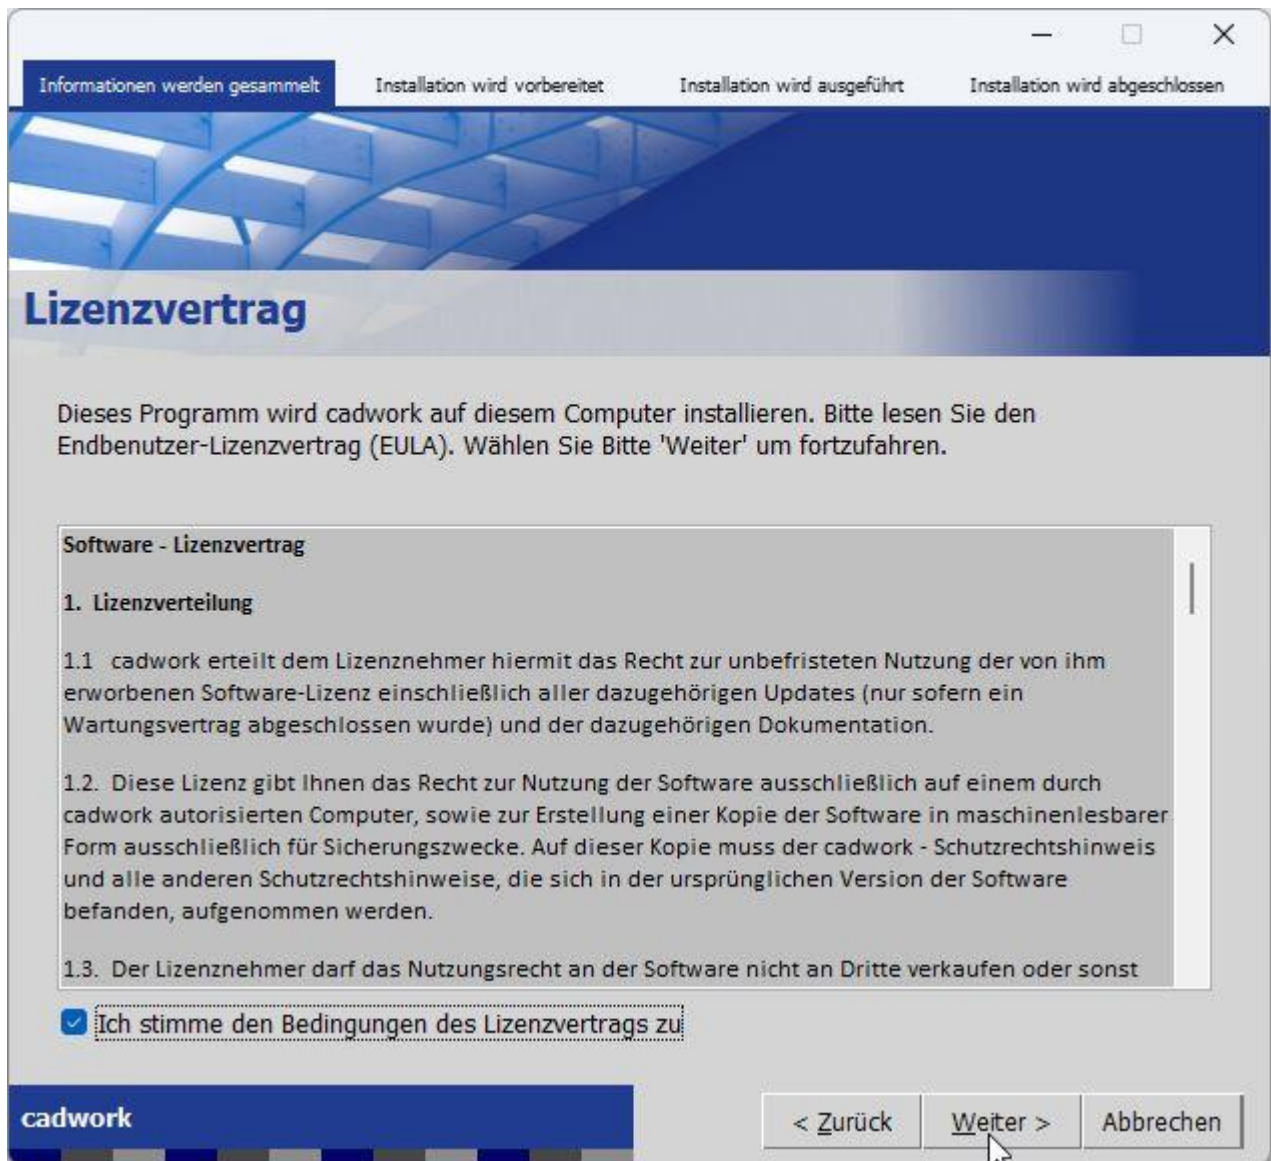 Informationen werden gesammelt Installation wird vorbereitet Installation wird ausgeführt Installation wird abgeschlossen
Lizenzvertrag
Dieses Programm wird cadwork auf diesem Computer installieren. Bitte lesen Sie den
Endbenutzer-Lizenzvertrag (EULA). Wählen Sie Bitte 'Weiter' um fortzufahren.
Software - Lizenzvertrag
1. Lizenzverteilung
1.1 cadwork erteilt dem Lizenznehmer hiermit das Recht zur unbefristeten Nutzung der von ihm
erworbenen Software-Lizenz einschließlich aller dazugehörigen Updates (nur sofern ein
Wartungsvertrag abgeschlossen wurde) und der dazugehörigen Dokumentation.
1.2. Diese Lizenz gibt Ihnen das Recht zur Nutzung der Software ausschließlich auf einem durch
cadwork autorisierten Computer, sowie zur Erstellung einer Kopie der Software in maschinenlesbarer
Form ausschließlich für Sicherungszwecke. Auf dieser Kopie muss der cadwork - Schutzrechtshinweis
und alle anderen Schutzrechtshinweise, die sich in der ursprünglichen Version der Software
befanden, aufgenommen werden.
1.3. Der Lizenznehmer darf das Nutzungsrecht an der Software nicht an Dritte verkaufen oder sonst
Ich stimme den Bedingungen des Lizenzvertrags zu
cadwork
< Zurück Weiter > Abbrechen